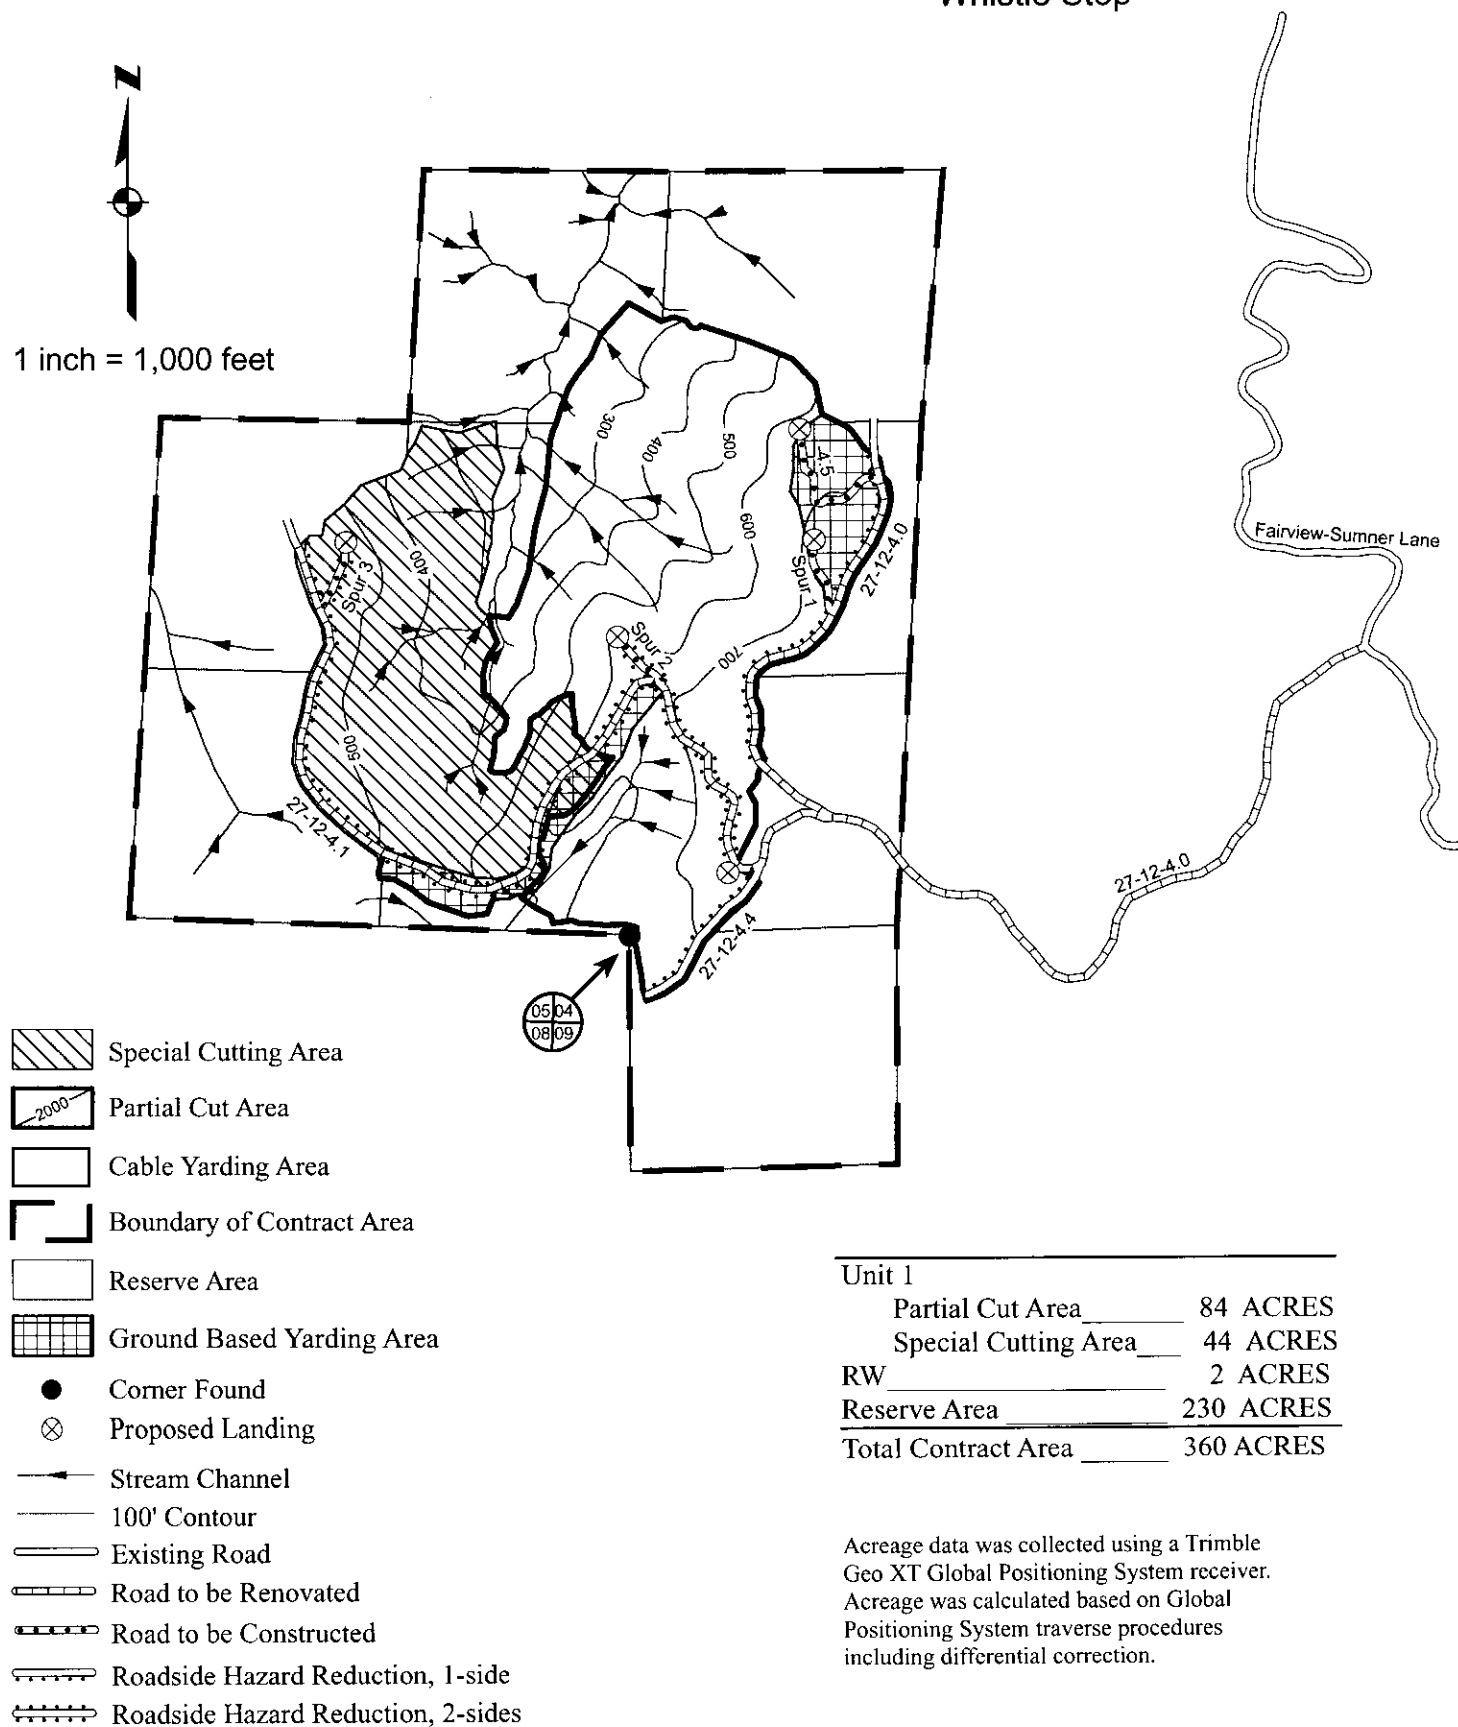 Whistle Stop
N
1 inch = 1,000 feet
300
400
500
600
700
-4.5
Spur 1
27-12-4.0
Fairview-Sumner Lane
Spur 3
400
Spur 2
500
27-12-4.1
27-12-4.0
27-12-4.4
05 04
08 09
Special Cutting Area
2000 Partial Cut Area
Cable Yarding Area
Boundary of Contract Area
Reserve Area
Ground Based Yarding Area
Corner Found
Proposed Landing
Stream Channel
100' Contour
Existing Road
Road to be Renovated
Road to be Constructed
Roadside Hazard Reduction, 1-side
Roadside Hazard Reduction, 2-sides
Unit 1
Partial Cut Area 84 ACRES
Special Cutting Area 44 ACRES
RW 2 ACRES
Reserve Area 230 ACRES
Total Contract Area 360 ACRES
Acreage data was collected using a Trimble
Geo XT Global Positioning System receiver.
Acreage was calculated based on Global
Positioning System traverse procedures
including differential correction.